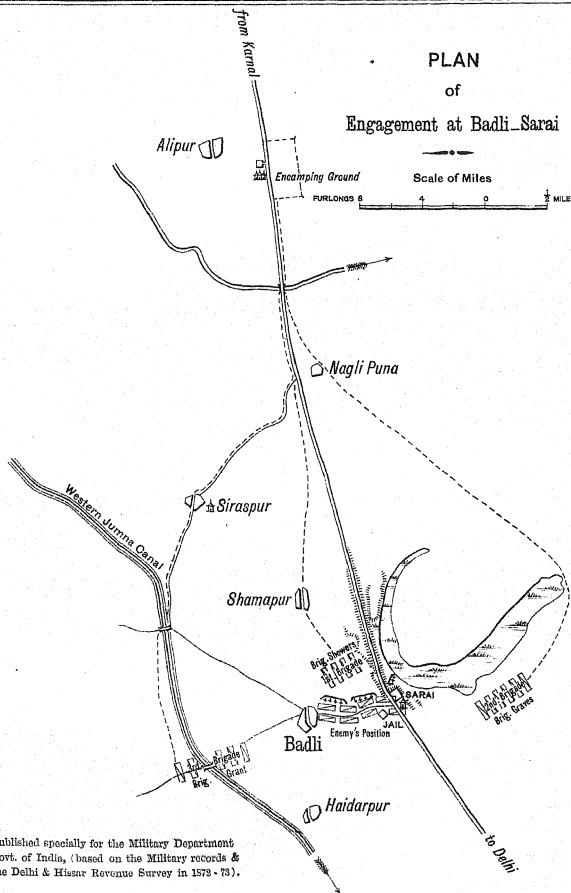 from Karnal
PLAN
of
Engagement at Badli_Sarai
Scale of Miles
FURLONGS 8 4 0 ½ MILE
Alipur
Encamping Ground
Nagli Puna
Western Jumna Canal
Siraspur
Shamapur
Brig. Showers
1st Brigade
SARAI
JAIL
Enemy's Position
2nd Brigade
Brig. Graves
Badli
3rd Brigade
Brig. Grant
Haidarpur
to Delhi
ublished specially for the Military Department
ovt. of India, (based on the Military records &
e Delhi & Hissar Revenue Survey in 1872-73).